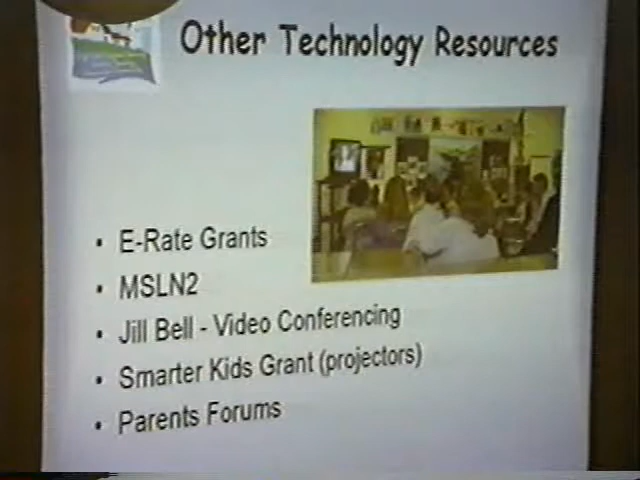 Other Technology Resources
• E-Rate Grants
• MSLN2
• Jill Bell - Video Conferencing
• Smarter Kids Grant (projectors)
• Parents Forums